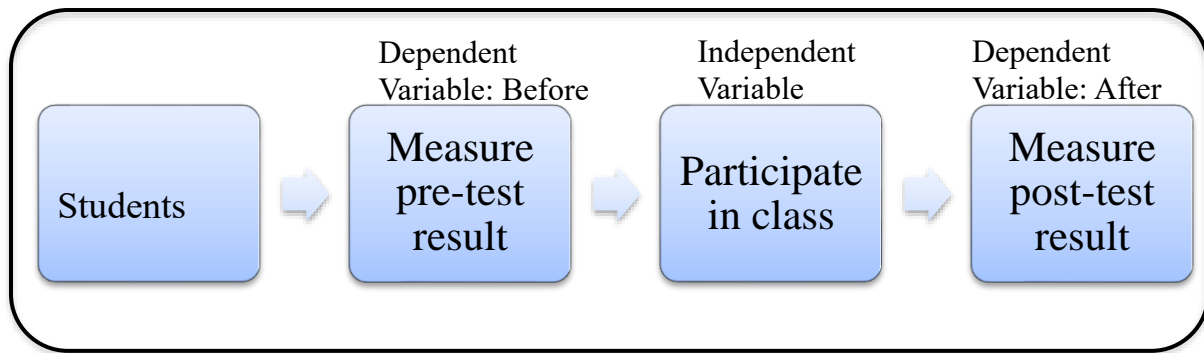 Dependent
Variable: Before
Independent
Variable
Dependent
Variable: After
Students
Measure
pre-test
result
Participate
in class
Measure
post-test
result